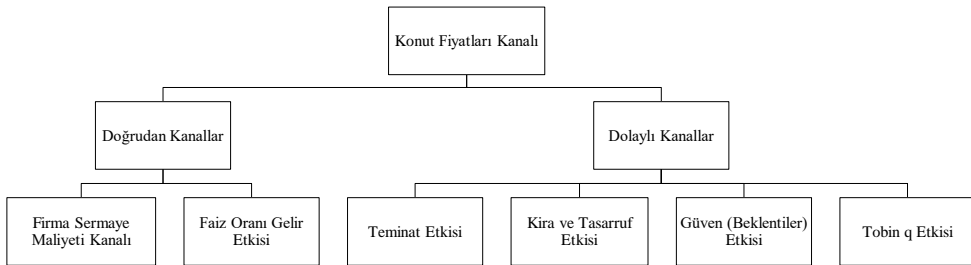 Konut Fiyatları Kanalı
Doğrudan Kanallar
Dolaylı Kanallar
Firma Sermaye
Maliyeti Kanalı
Faiz Oranı Gelir
Etkisi
Teminat Etkisi
Kira ve Tasarruf
Etkisi
Güven (Beklentiler)
Etkisi
Tobin q Etkisi